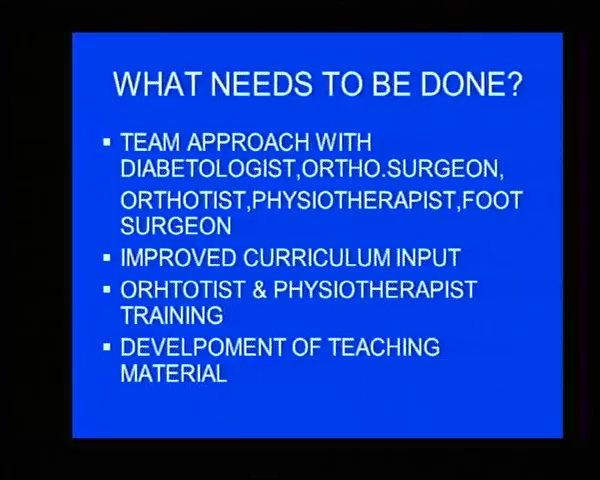 WHAT NEEDS TO BE DONE?
▪ TEAM APPROACH WITH
DIABETOLOGIST,ORTHO.SURGEON,
ORTHOTIST,PHYSIOTHERAPIST,FOOT
SURGEON
▪ IMPROVED CURRICULUM INPUT
▪ ORHTOTIST & PHYSIOTHERAPIST
TRAINING
▪ DEVELPOMENT OF TEACHING
MATERIAL